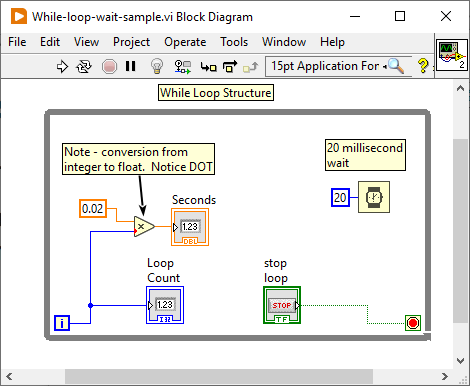 While-loop-wait-sample.vi Block Diagram
File Edit View Project Operate Tools Window Help
15pt Application Fon
?
2
While Loop Structure
Note - conversion from
integer to float. Notice DOT
20 millisecond
wait
0.02
×
Seconds
1.23
DBL
20
Loop
Count
1.23
I32
stop
loop
STOP
TF
i